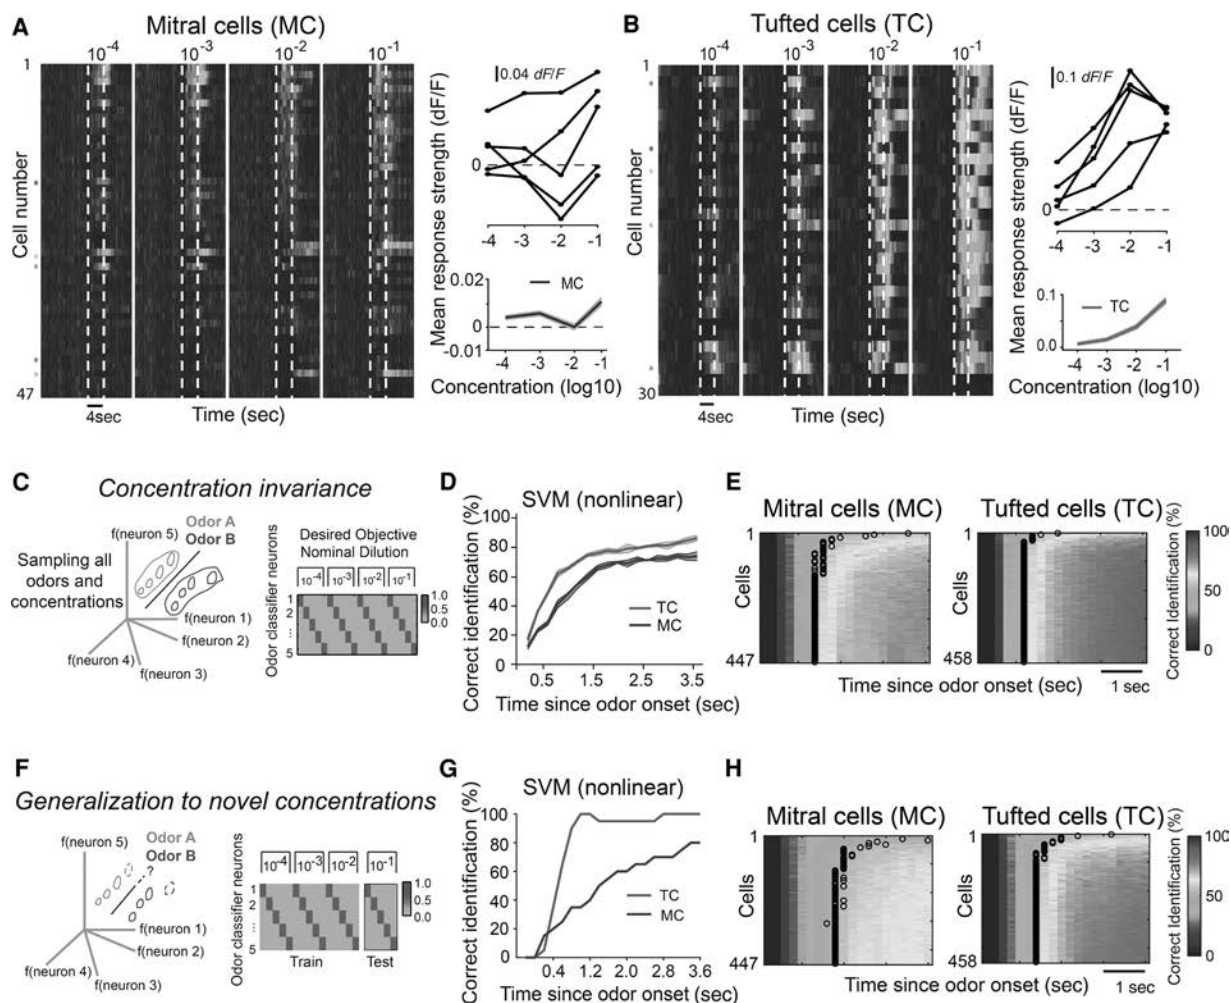 A
Mitral cells (MC)
10-4
10-3
10-2
10-1
1
Cell number
47
4sec
Time (sec)
0.04 dF/F
0
-4 -3 -2 -1
Mean response strength (dF/F)
0.02
0
-0.01
MC
-4 -3 -2 -1
Concentration (log10)
B
Tufted cells (TC)
10-4
10-3
10-2
10-1
1
Cell number
30
4sec
Time (sec)
0.1 dF/F
0
-4 -3 -2 -1
Mean response strength (dF/F)
0.1
0.0
TC
-4 -3 -2 -1
Concentration (log10)
C
Concentration invariance
Sampling all
odors and
concentrations
f(neuron 5)
Odor A
Odor B
f(neuron 1)
f(neuron 2)
f(neuron 3)
f(neuron 4)
Desired Objective
Nominal Dilution
10-4 10-3 10-2 10-1
Odor classifier neurons
1
2
⋮
5
1.0
0.0
D
SVM (nonlinear)
Correct identification (%)
80
60
40
20
0
TC
MC
0.5 1.5 2.5 3.5
Time since odor onset (sec)
E
Mitral cells (MC)
Tufted cells (TC)
1
Cells
447
1
Cells
458
Time since odor onset (sec)
1 sec
Correct Identification (%)
1000
50
0
F
Generalization to novel concentrations
f(neuron 5)
Odor A
Odor B
?
f(neuron 1)
f(neuron 2)
f(neuron 3)
f(neuron 4)
10-4 10-3 10-2 10-1
Odor classifier neurons
1
2
⋮
5
Train
Test
1.0
0.0
G
SVM (nonlinear)
Correct identification (%)
100
80
60
40
20
0
TC
MC
0.4 1.2 2.0 2.8 3.6
Time since odor onset (sec)
H
Mitral cells (MC)
Tufted cells (TC)
1
Cells
447
1
Cells
458
Time since odor onset (sec)
1 sec
Correct Identification (%)
100
50
0